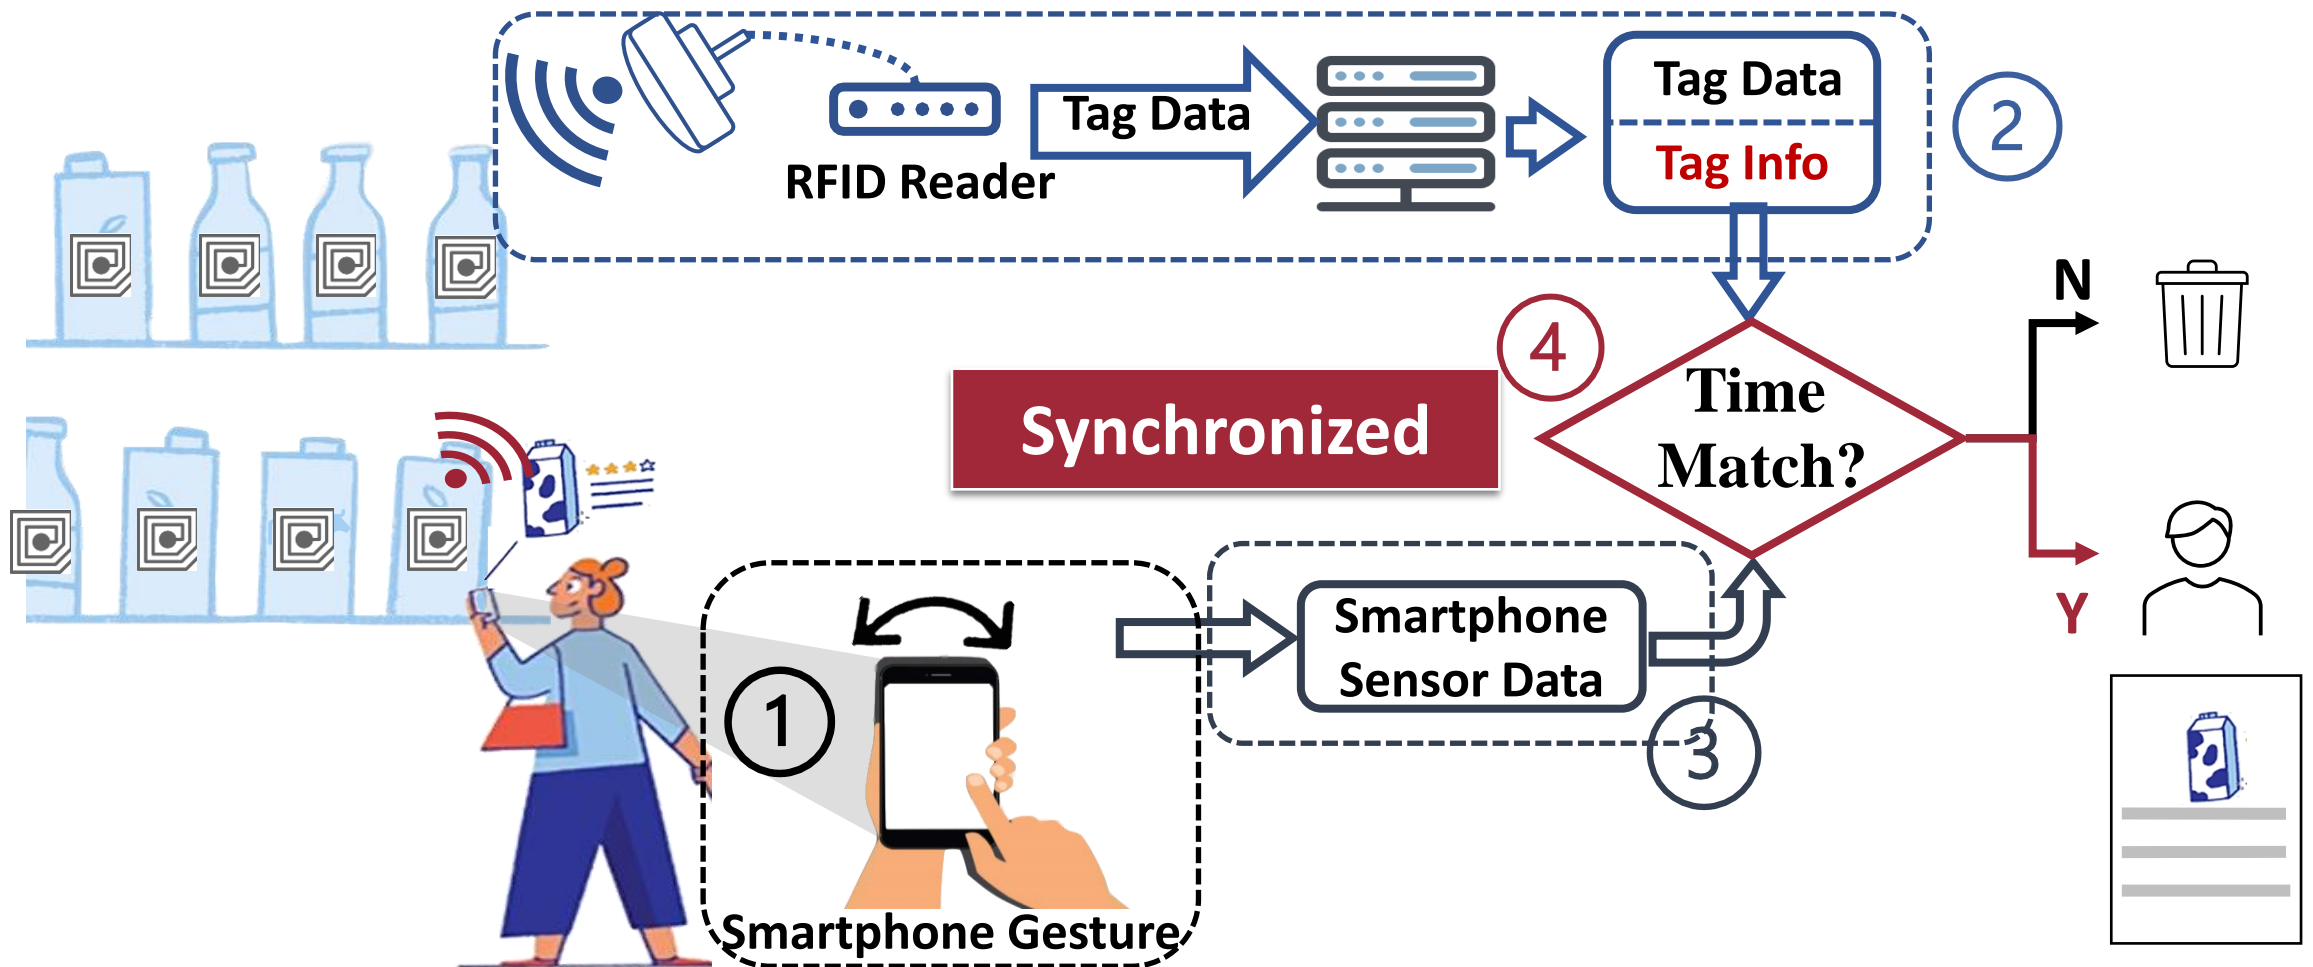 Tag Data
RFID Reader
Tag Data
Tag Info
2
N
4
Synchronized
Time
Match?
Y
Smartphone
Sensor Data
3
1
Smartphone Gesture